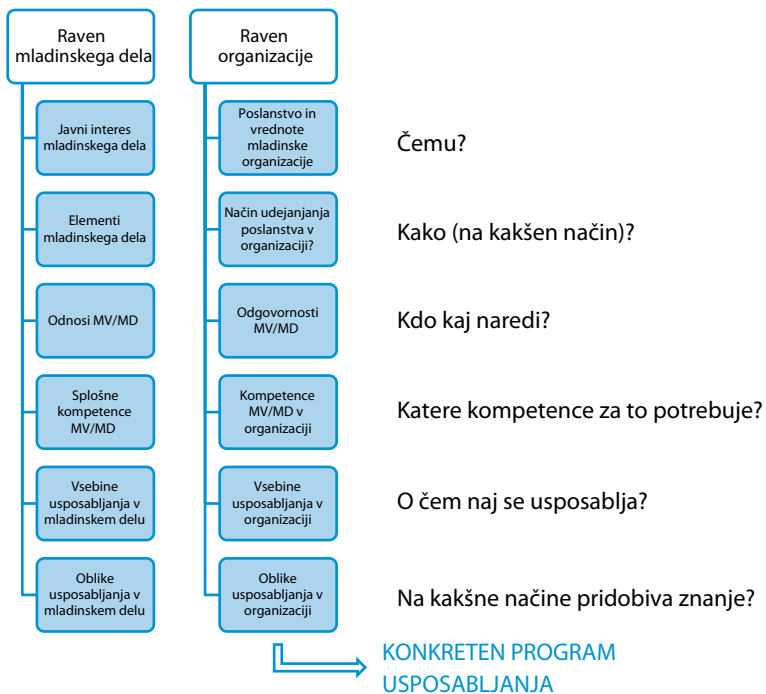 Raven
mladinskega dela
Raven
organizacije
Javni interes
mladinskega dela
Poslanstvo in
vrednote
mladinske
organizacije
Čemu?
Elementi
mladinskega dela
Način udejanjanja
poslanstva v
organizaciji?
Kako (na kakšen način)?
Odnosi MV/MD
Odgovornosti
MV/MD
Kdo kaj naredi?
Splošne
kompetence
MV/MD
Kompetence
MV/MD v
organizaciji
Katere kompetence za to potrebuje?
Vsebine
usposabljanja v
mladinskem delu
Vsebine
usposabljanja v
organizaciji
O čem naj se usposablja?
Oblike
usposabljanja v
mladinskem delu
Oblike
usposabljanja v
organizaciji
Na kakšne načine pridobiva znanje?
KONKRETEN PROGRAM
USPOSABLJANJA